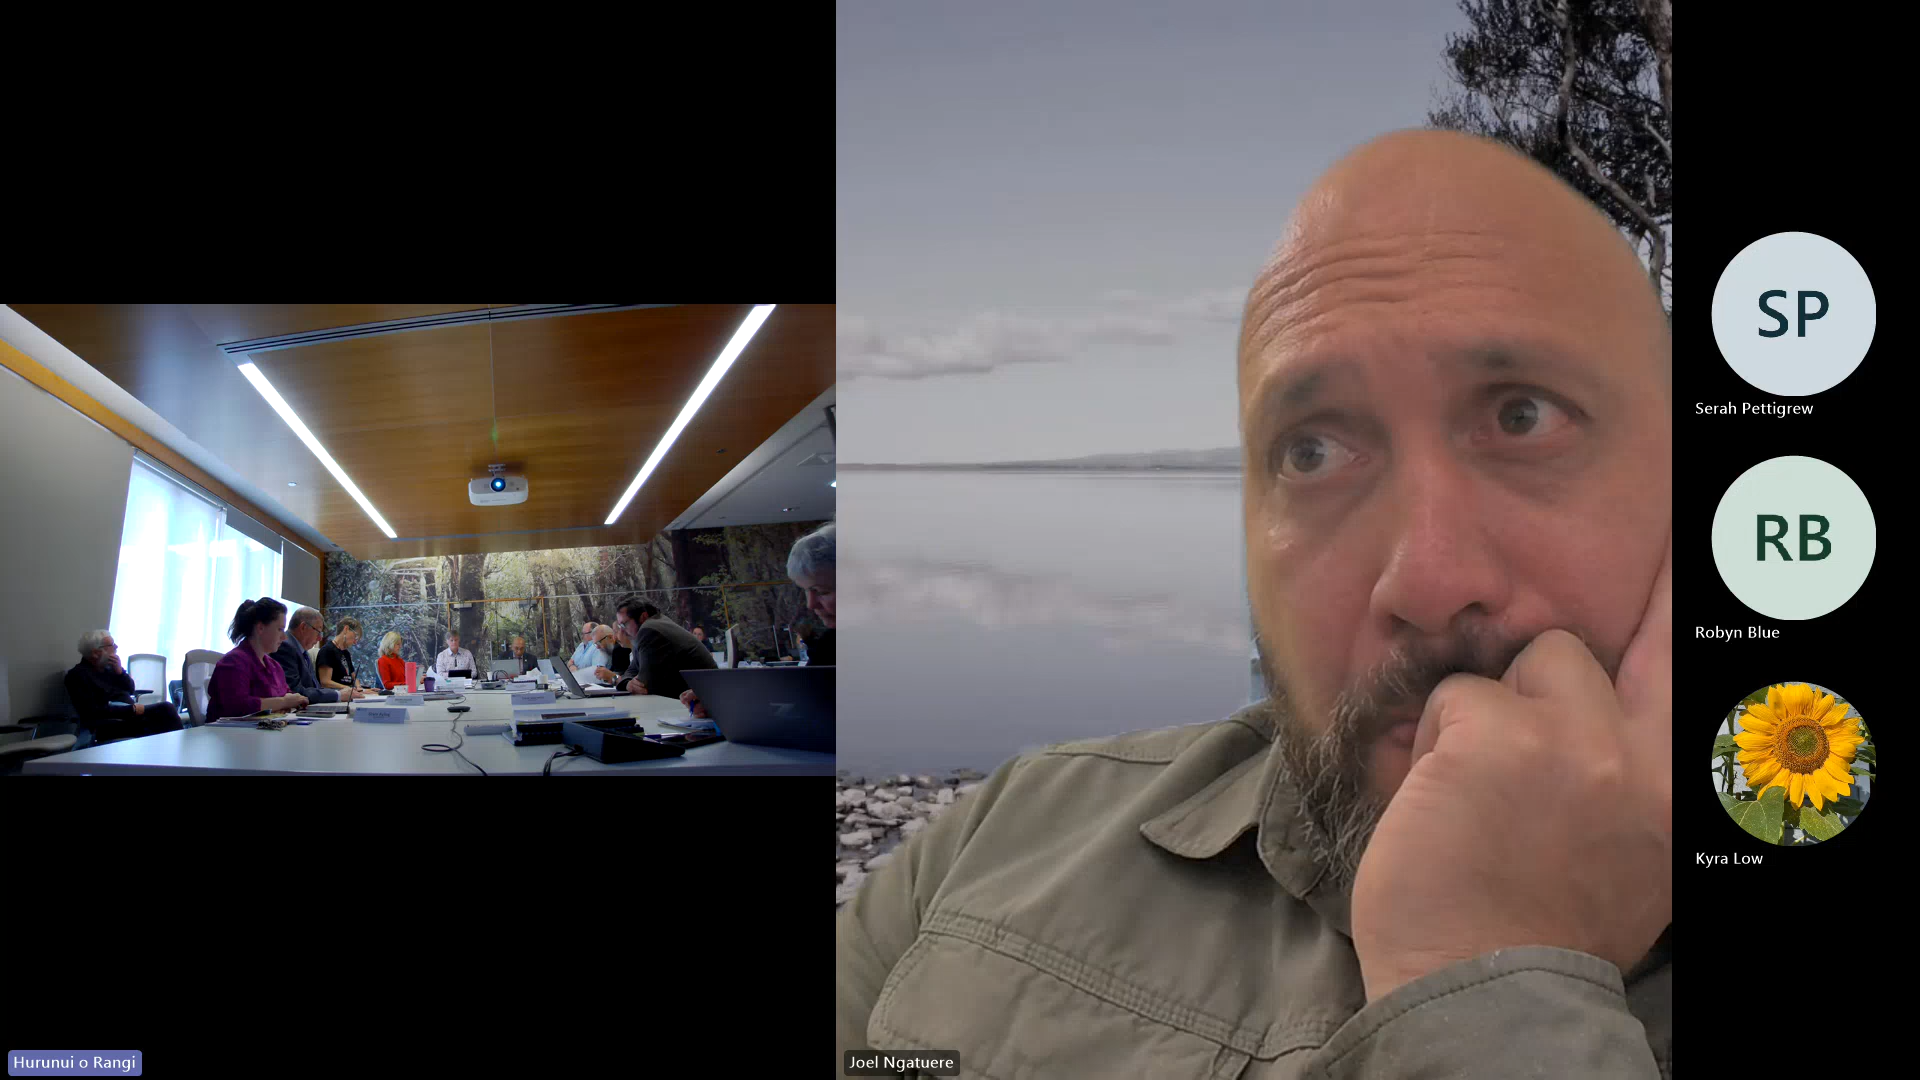 Hurunui o Rangi
Joel Ngatuere
SP
Serah Pettigrew
RB
Robyn Blue
Kyra Low